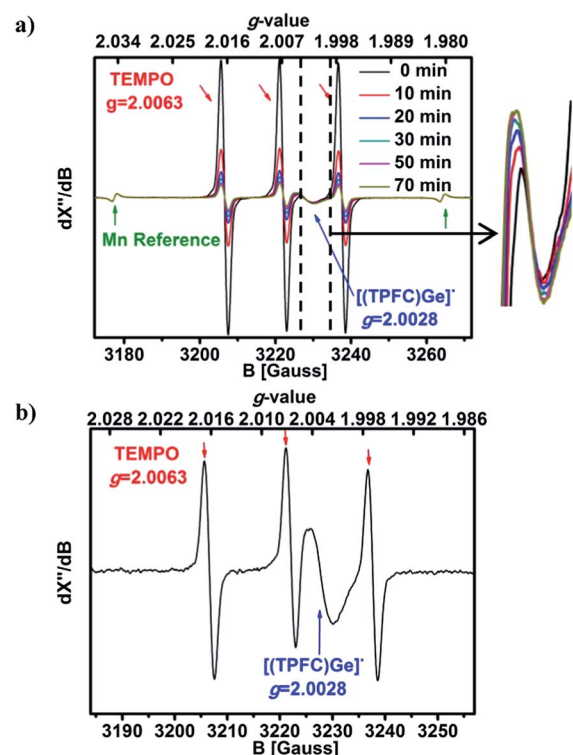 a)
g-value
2.034 2.025 2.016 2.007 1.998 1.989 1.980
TEMPO
g=2.0063
0 min
10 min
20 min
30 min
50 min
70 min
Mn Reference
[(TPFC)Ge]·
g=2.0028
dX"/dB
3180 3200 3220 3240 3260
B [Gauss]
b)
g-value
2.028 2.022 2.016 2.010 2.004 1.998 1.992 1.986
TEMPO
g=2.0063
[(TPFC)Ge]·
g=2.0028
dX"/dB
3190 3200 3210 3220 3230 3240 3250
B [Gauss]